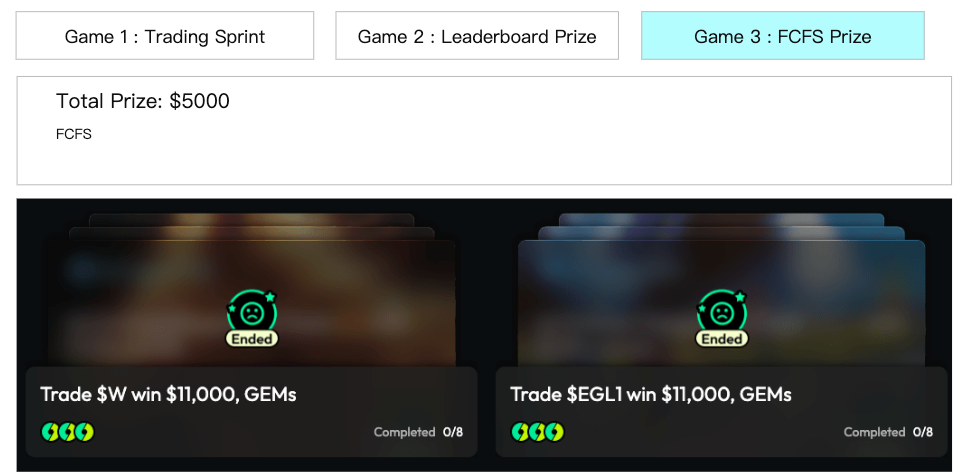 Game 1 : Trading Sprint
Game 2 : Leaderboard Prize
Game 3 : FCFS Prize
Total Prize: $5000
FCFS
Ended
Ended
Trade $W win $11,000, GEMs
Completed 0/8
Trade $EGL1 win $11,000, GEMs
Completed 0/8